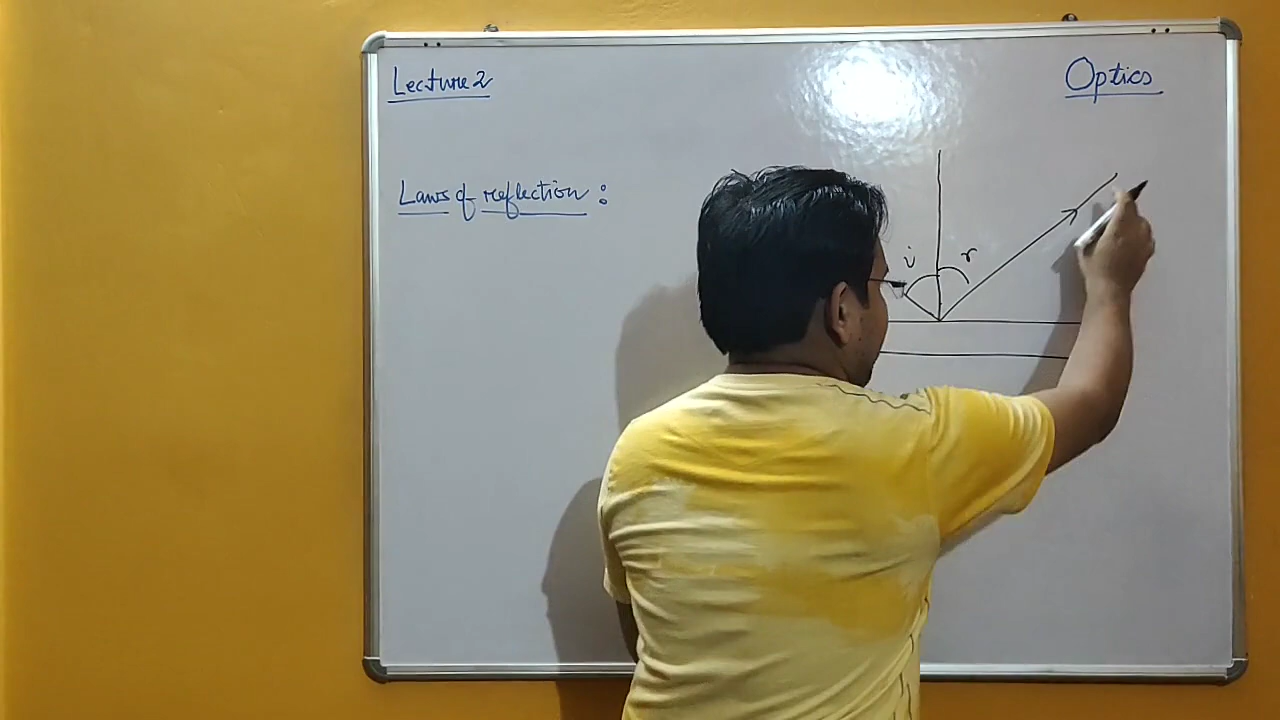 Lecture 2
Optics
Laws of reflection :
i
r